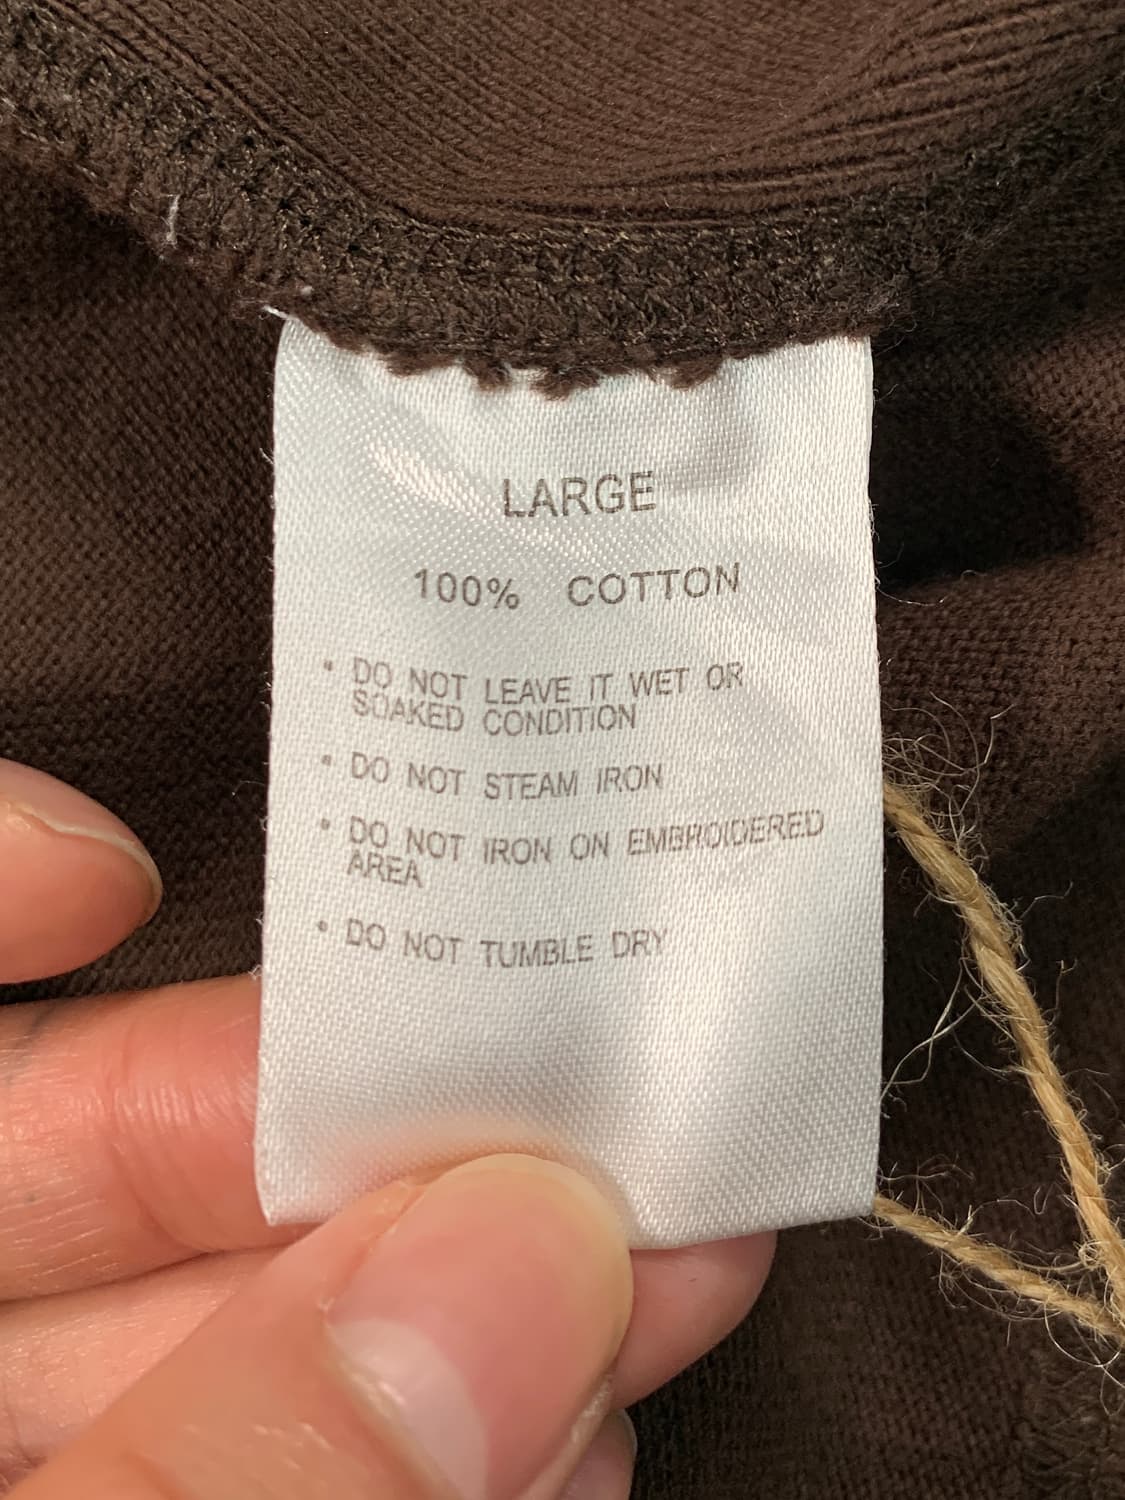 LARGE
100% COTTON
• DO NOT LEAVE IT WET OR
SOAKED CONDITION
• DO NOT STEAM IRON
• DO NOT IRON ON EMBROIDERED
AREA
• DO NOT TUMBLE DRY